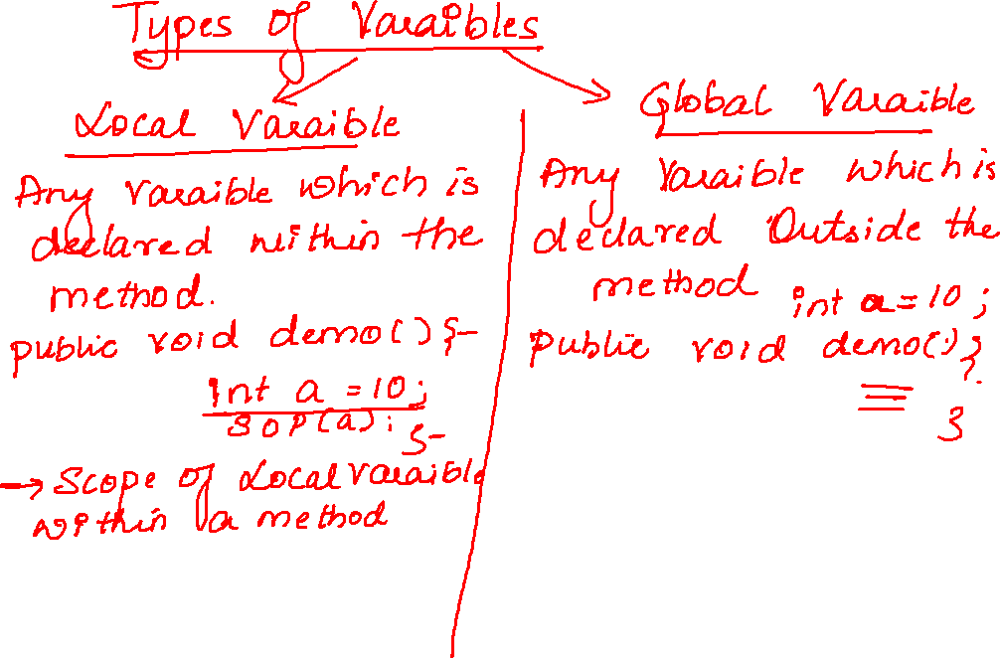 Types of Varaibles
Local Varaible
Any Varaible which is
declared within the
method.
public void demo() {
int a = 10;
SOP(a); }
→ Scope of Local Varaible
within a method
Global Varaible
Any Varaible which is
declared Outside the
method
int a = 10;
public void demo() {
}